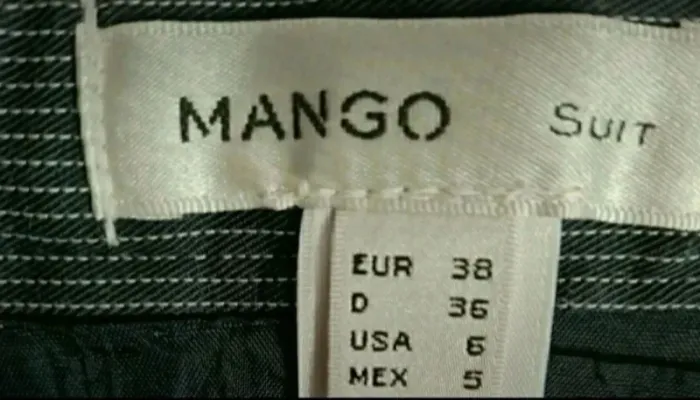 MANGO SUIT
EUR 38
D 36
USA 6
MEX 5